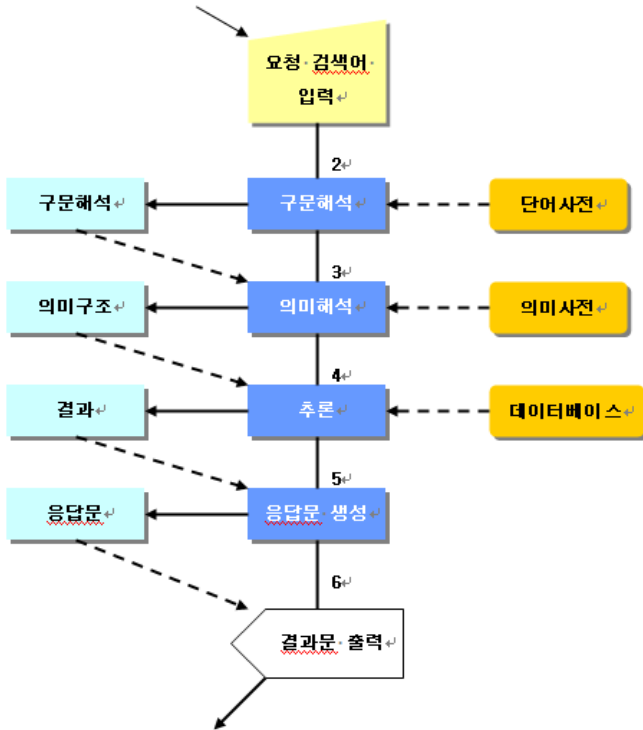 요청 검색어
입력
2
구문해석
구문해석
단어사전
3
의미구조
의미해석
의미사전
4
결과
추론
데이터베이스
5
응답문
응답문 생성
6
결과문 출력